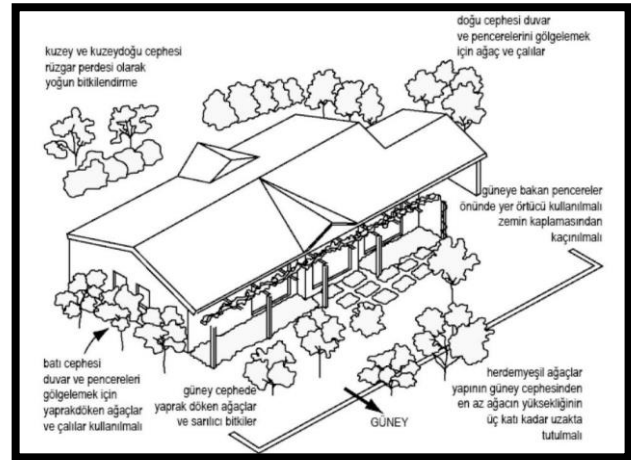 kuzey ve kuzeydoğu cephesi
rüzgar perdesi olarak
yoğun bitkilendirme
doğu cephesi duvar
ve pencerelerini gölgelemek
için ağaç ve çalılar
güneye bakan pencereler
önünde yer örtücü kullanılmalı
zemin kaplamasından
kaçınılmalı
batı cephesi
duvar ve pencereleri
gölgelemek için
yaprakdöken ağaçlar
ve çalılar kullanılmalı
güney cephede
yaprak döken ağaçlar
ve sarılıcı bitkiler
GÜNEY
herdemyeşil ağaçlar
yapının güney cephesinden
en az ağacın yüksekliğinin
üç katı kadar uzakta
tutulmalı